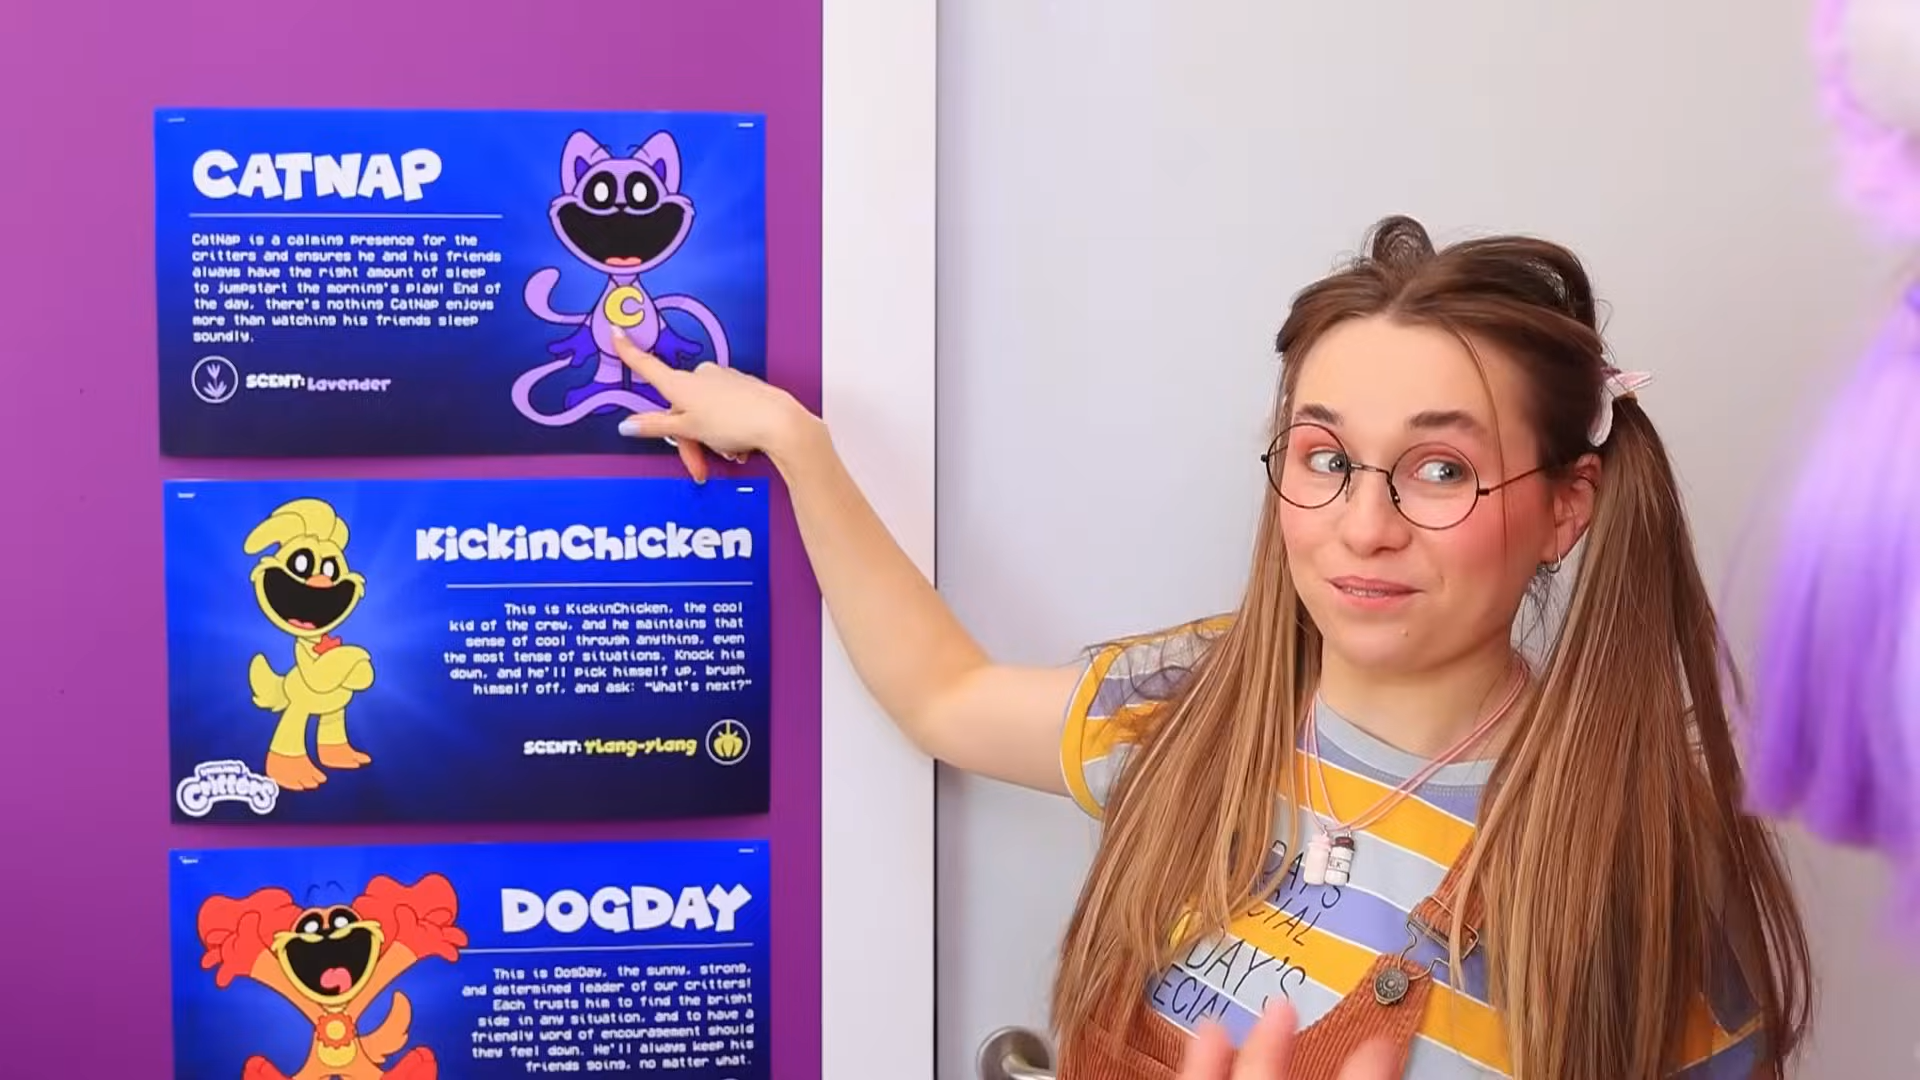 CATNAP
CatNap is a calming presence for the
critters and ensures he and his friends
always have the right amount of sleep
to jumpstart the morning's play! End of
the day, there's nothing CatNap enjoys
more than watching his friends sleep
soundly.
SCENT: Lavender
KickinChicken
This is KickinChicken, the cool
kid of the crew, and he maintains that
sense of cool through anything, even
the most tense of situations. Knock him
down, and he'll pick himself up, brush
himself off, and ask: "What's next?"
SCENT: Ylang-ylang
SMILING
Critters
DOGDAY
This is DogDay, the sunny, strong,
and determined leader of our critters!
Each trusts him to find the bright
side in any situation, and to have a
friendly word of encouragement should
they feel down. He'll always keep his
friends going, no matter what.
DAY'S
CIAL
DAY'S
ECIAL